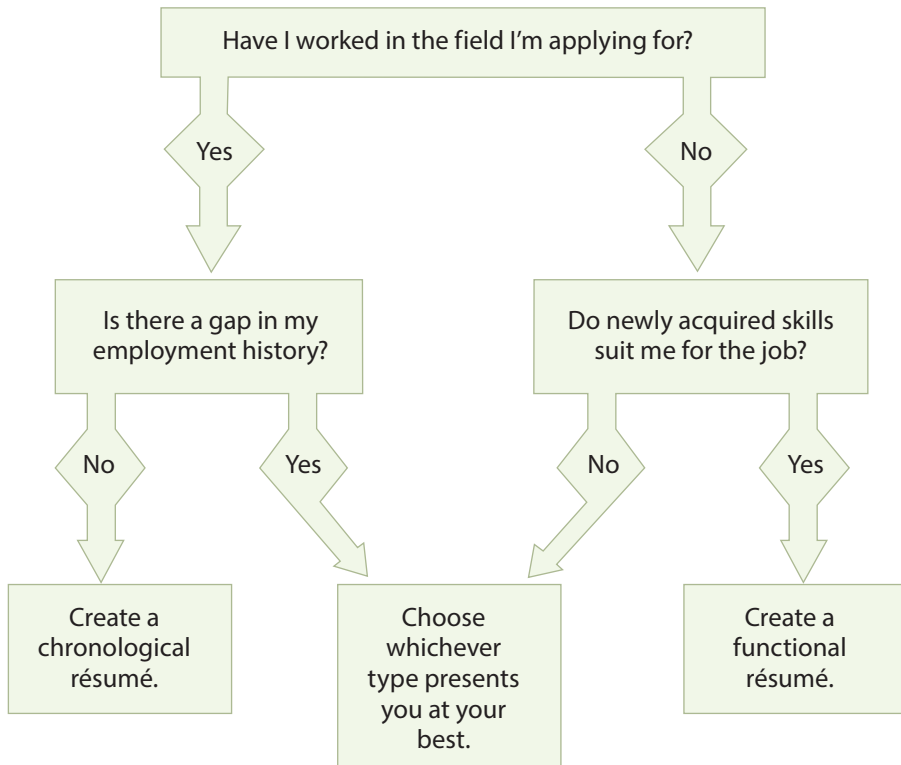 Have I worked in the field I’m applying for?
Yes
No
Is there a gap in my
employment history?
Do newly acquired skills
suit me for the job?
No
Yes
No
Yes
Create a
chronological
résumé.
Choose
whichever
type presents
you at your
best.
Create a
functional
résumé.